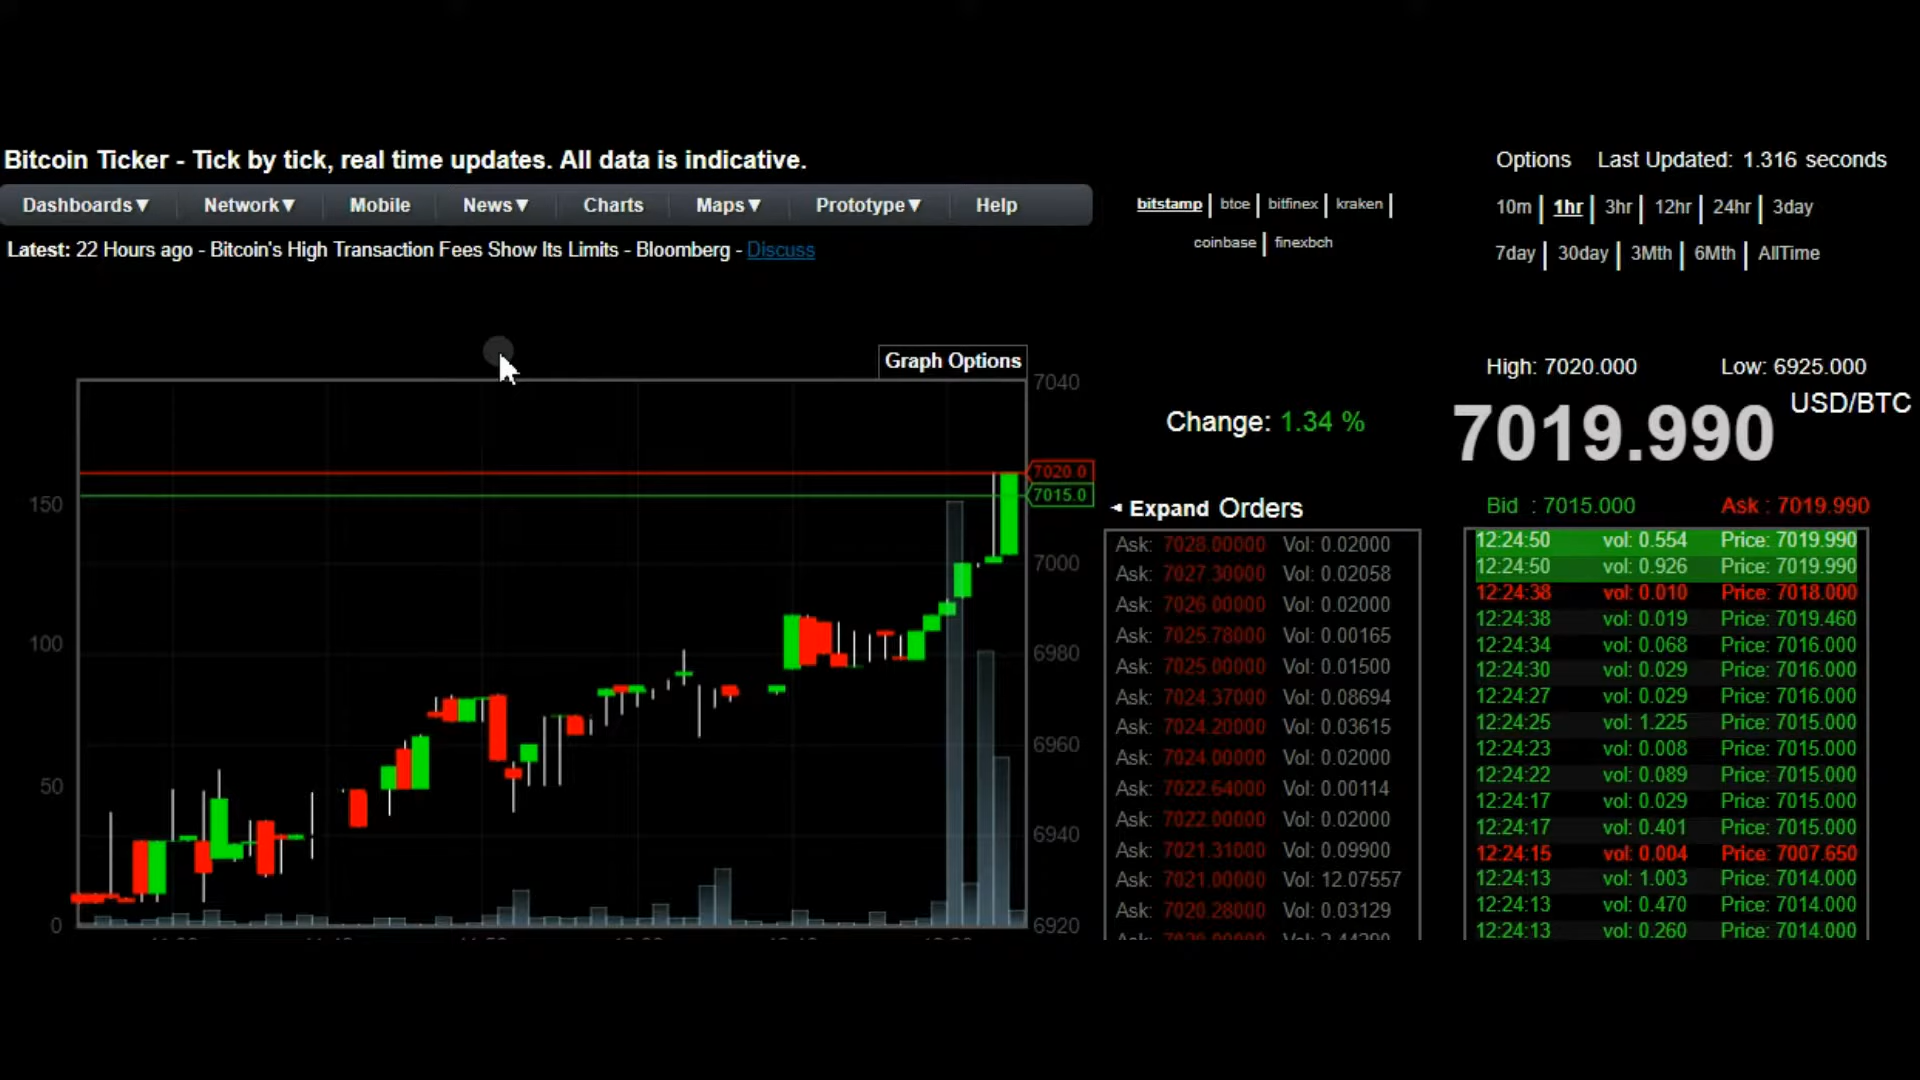 Bitcoin Ticker - Tick by tick, real time updates. All data is indicative.
Options Last Updated: 1.316 seconds
Dashboards▼ Network▼ Mobile News▼ Charts Maps▼ Prototype▼ Help
bitstamp | btce | bitfinex | kraken |
coinbase | finexbch
10m | 1hr | 3hr | 12hr | 24hr | 3day
7day | 30day | 3Mth | 6Mth | AllTime
Latest: 22 Hours ago - Bitcoin's High Transaction Fees Show Its Limits - Bloomberg - Discuss
Graph Options
7040
7020.0
7015.0
7000
6980
6960
6940
6920
150
100
50
0
Change: 1.34 %
High: 7020.000 Low: 6925.000
7019.990 USD/BTC
Bid : 7015.000 Ask : 7019.990
◄ Expand Orders
Ask: 7028.00000 Vol: 0.02000
Ask: 7027.30000 Vol: 0.02058
Ask: 7026.00000 Vol: 0.02000
Ask: 7025.78000 Vol: 0.00165
Ask: 7025.00000 Vol: 0.01500
Ask: 7024.37000 Vol: 0.08694
Ask: 7024.20000 Vol: 0.03615
Ask: 7024.00000 Vol: 0.02000
Ask: 7022.64000 Vol: 0.00114
Ask: 7022.00000 Vol: 0.02000
Ask: 7021.31000 Vol: 0.09900
Ask: 7021.00000 Vol: 12.07557
Ask: 7020.28000 Vol: 0.03129
12:24:50 vol: 0.554 Price: 7019.990
12:24:50 vol: 0.926 Price: 7019.990
12:24:38 vol: 0.010 Price: 7018.000
12:24:38 vol: 0.019 Price: 7019.460
12:24:34 vol: 0.068 Price: 7016.000
12:24:30 vol: 0.029 Price: 7016.000
12:24:27 vol: 0.029 Price: 7016.000
12:24:25 vol: 1.225 Price: 7015.000
12:24:23 vol: 0.008 Price: 7015.000
12:24:22 vol: 0.089 Price: 7015.000
12:24:17 vol: 0.029 Price: 7015.000
12:24:17 vol: 0.401 Price: 7015.000
12:24:15 vol: 0.004 Price: 7007.650
12:24:13 vol: 1.003 Price: 7014.000
12:24:13 vol: 0.470 Price: 7014.000
12:24:13 vol: 0.260 Price: 7014.000